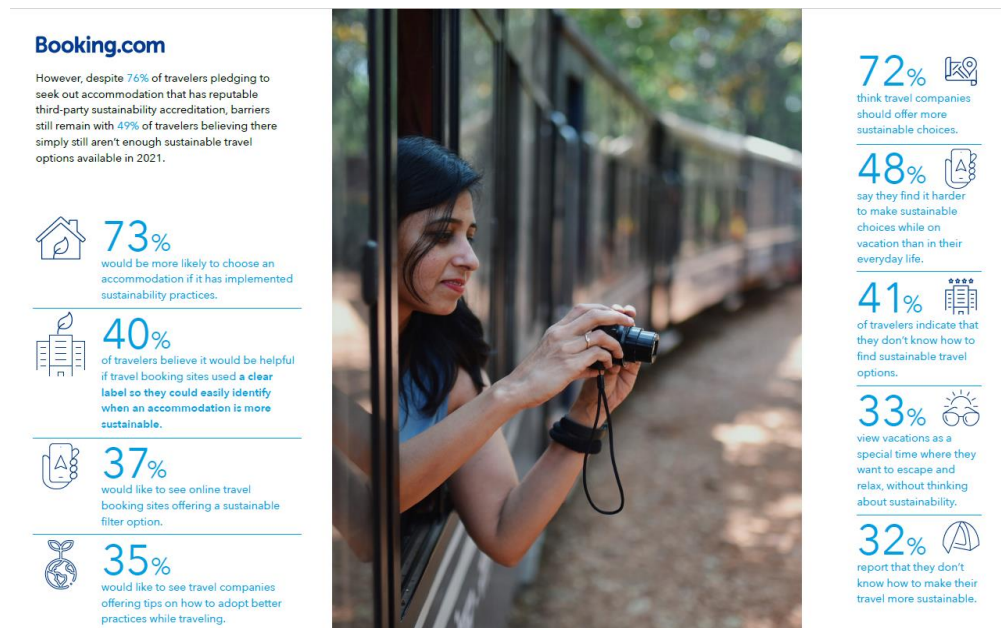 Booking.com
However, despite 76% of travelers pledging to
seek out accommodation that has reputable
third-party sustainability accreditation, barriers
still remain with 49% of travelers believing there
simply still aren't enough sustainable travel
options available in 2021.
73%
would be more likely to choose an
accommodation if it has implemented
sustainability practices.
40%
of travelers believe it would be helpful
if travel booking sites used a clear
label so they could easily identify
when an accommodation is more
sustainable.
37%
would like to see online travel
booking sites offering a sustainable
filter option.
35%
would like to see travel companies
offering tips on how to adopt better
practices while traveling.
72%
think travel companies
should offer more
sustainable choices.
48%
say they find it harder
to make sustainable
choices while on
vacation than in their
everyday life.
41%
of travelers indicate that
they don't know how to
find sustainable travel
options.
33%
view vacations as a
special time where they
want to escape and
relax, without thinking
about sustainability.
32%
report that they don't
know how to make their
travel more sustainable.